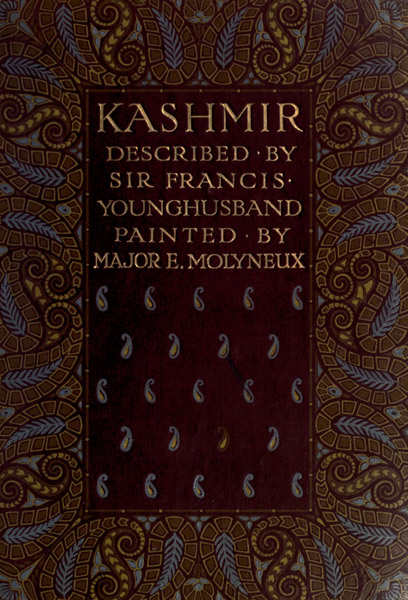 KASHMIR
DESCRIBED · BY
SIR FRANCIS ·
YOUNGHUSBAND
PAINTED · BY
MAJOR E. MOLYNEUX